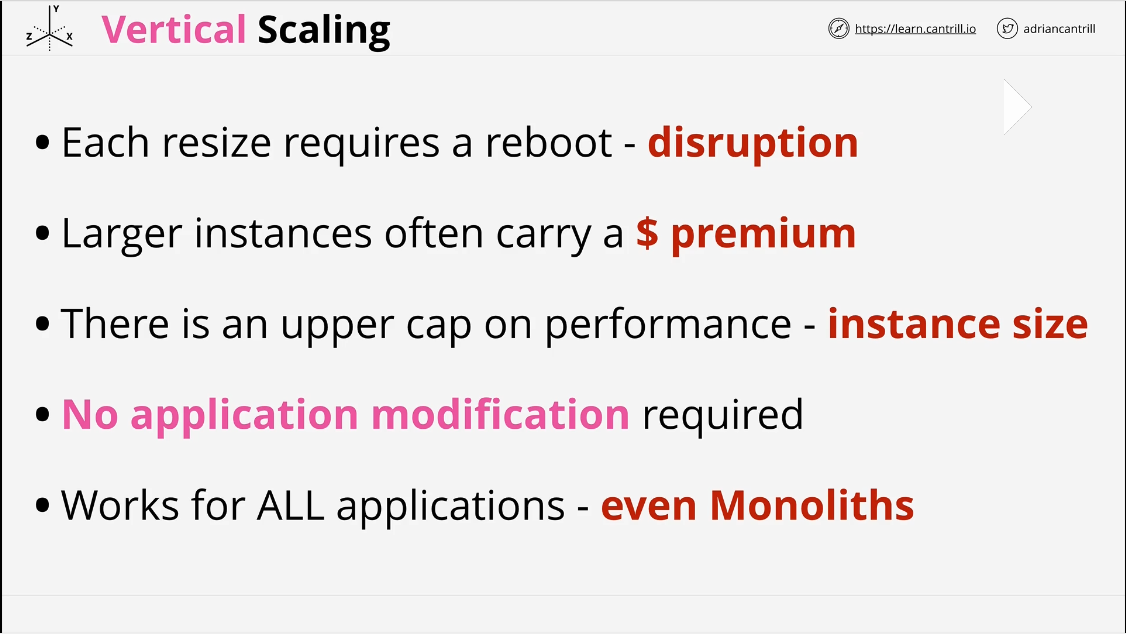 Y
Z X
Vertical Scaling
https://learn.cantrill.io
adriancantrill
• Each resize requires a reboot - disruption
• Larger instances often carry a $ premium
• There is an upper cap on performance - instance size
• No application modification required
• Works for ALL applications - even Monoliths